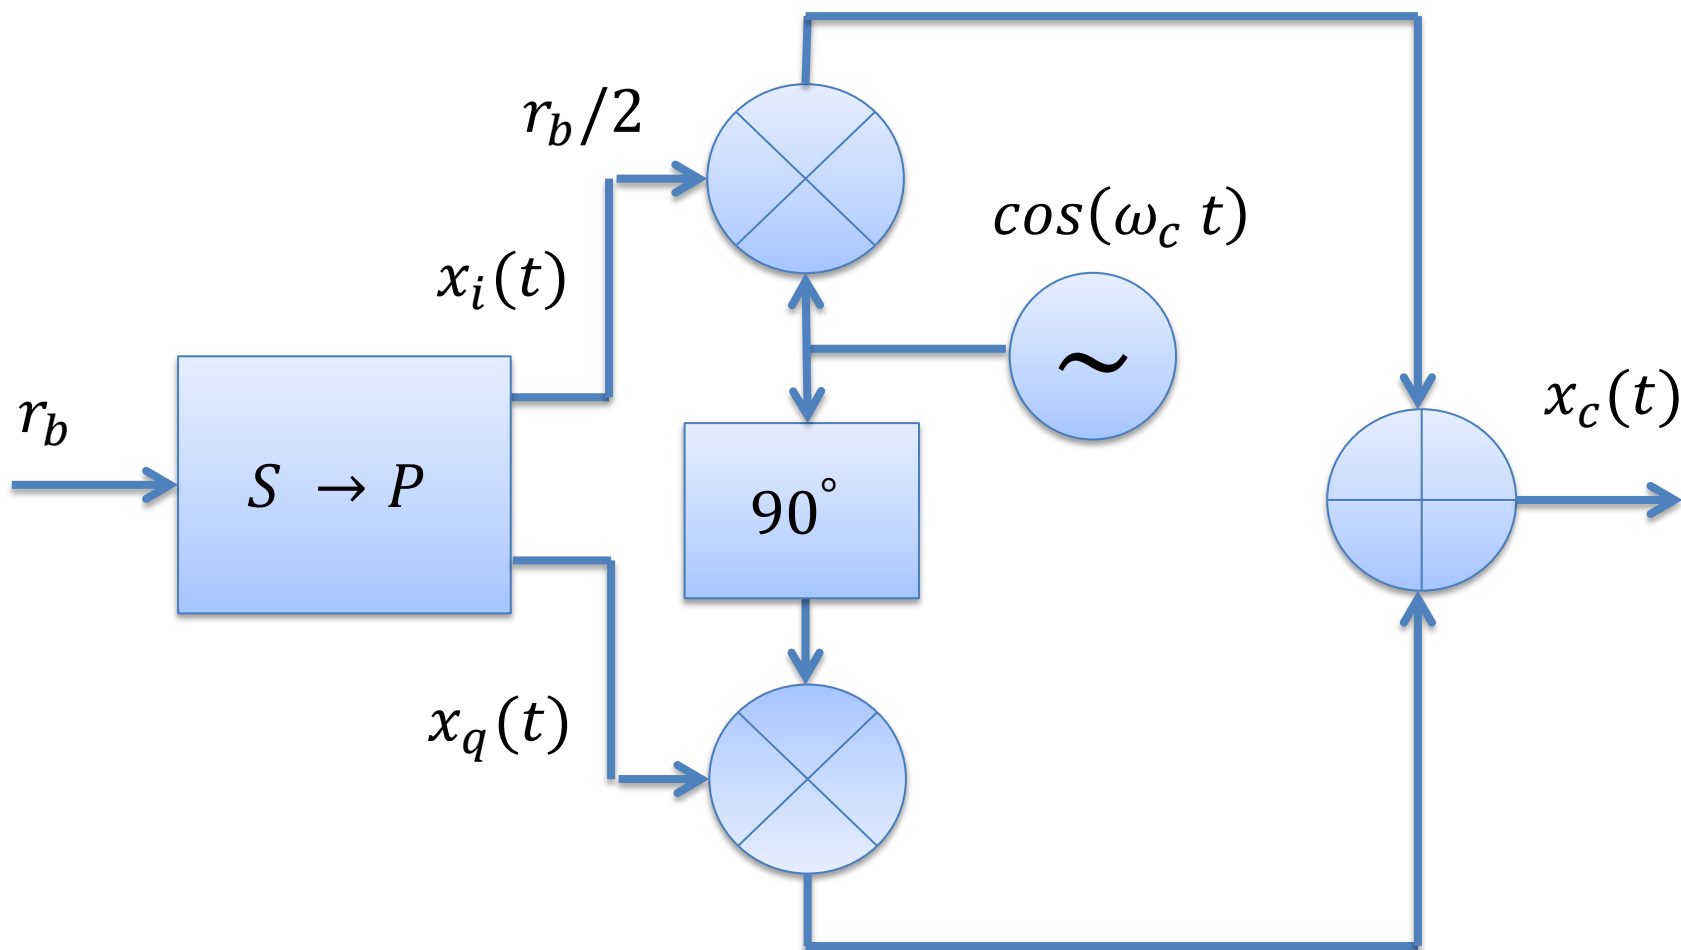 r_b/2
cos(ω_c t)
x_i(t)
~
r_b
x_c(t)
S → P
90°
x_q(t)